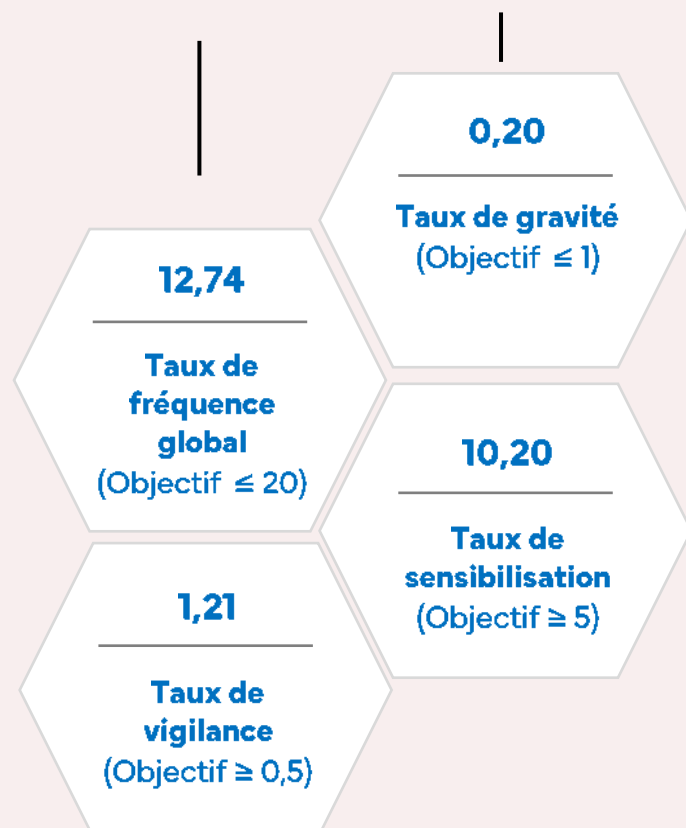 0,20
Taux de gravité
(Objectif ≤ 1)
12,74
Taux de
fréquence
global
(Objectif ≤ 20)
10,20
Taux de
sensibilisation
(Objectif ≥ 5)
1,21
Taux de
vigilance
(Objectif ≥ 0,5)